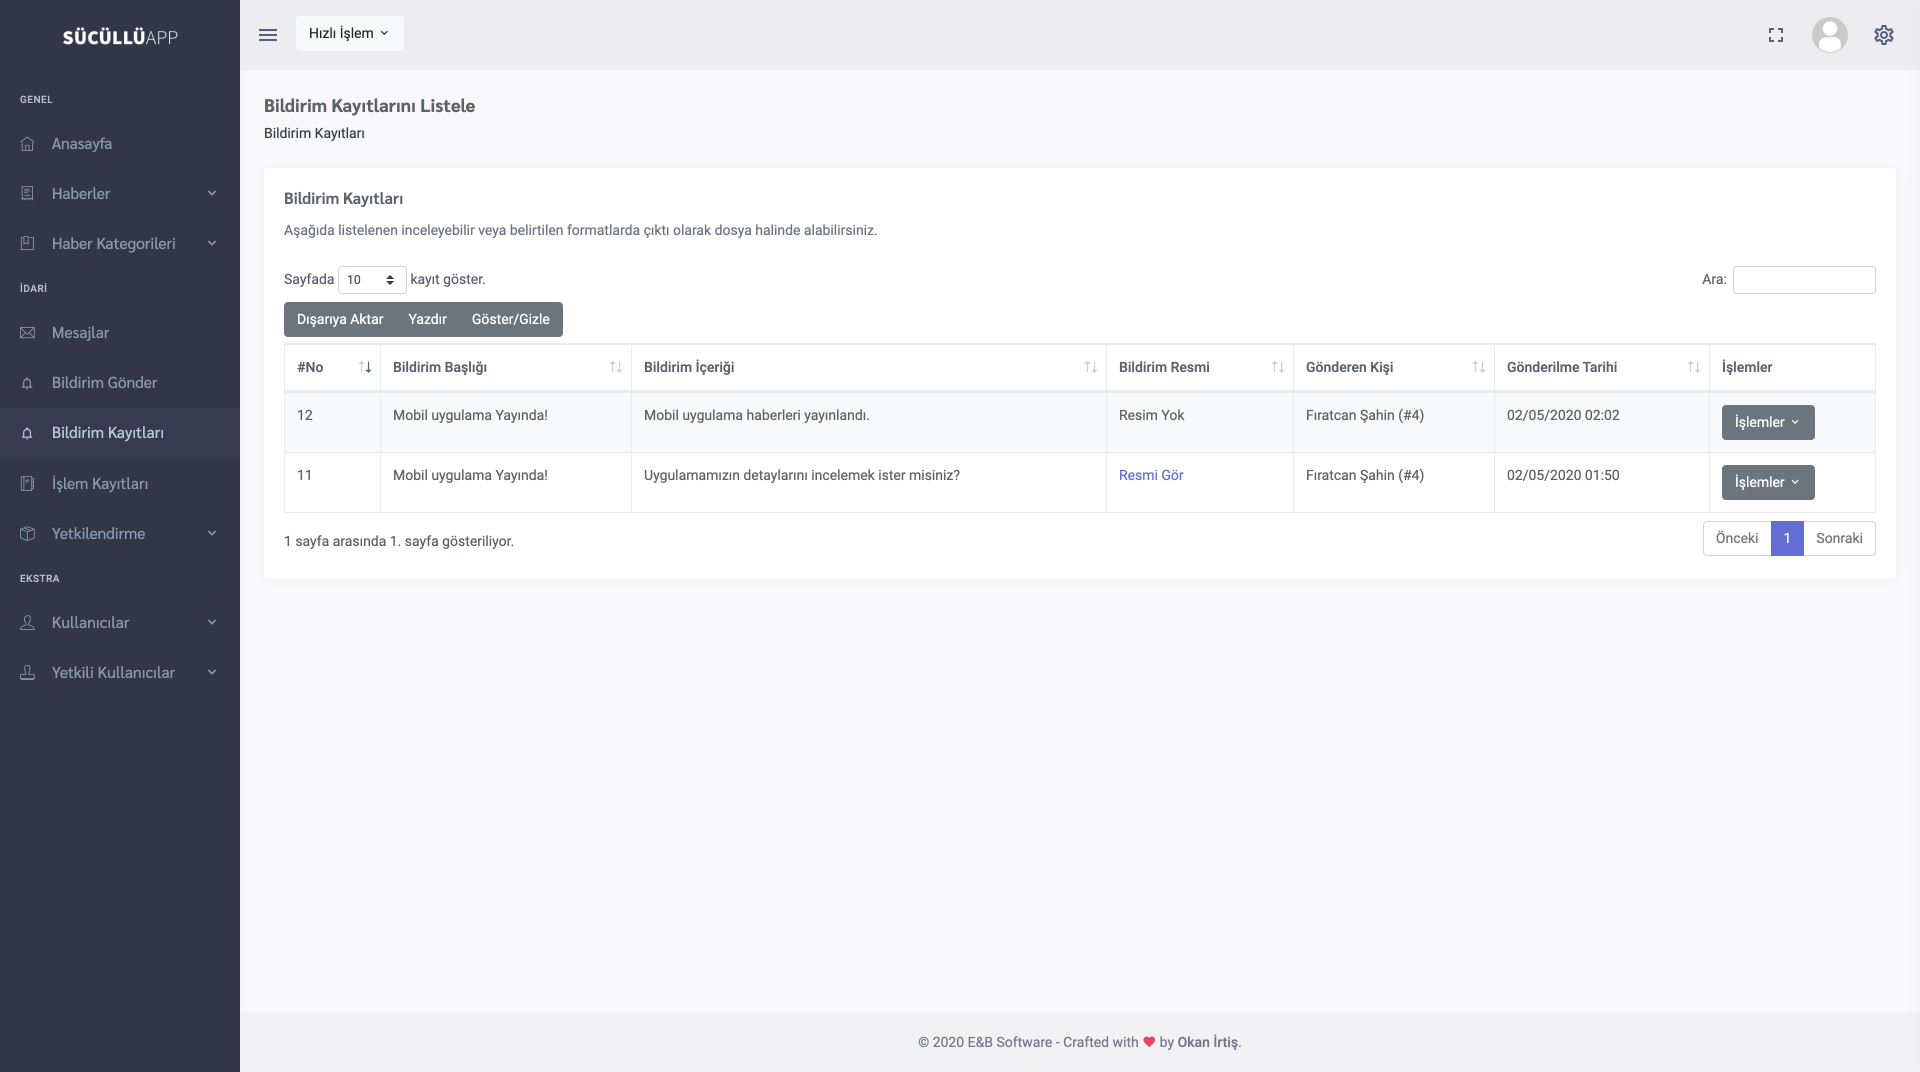 SÜCÜLLÜAPP
Hızlı İşlem
GENEL
Anasayfa
Haberler
Haber Kategorileri
İDARİ
Mesajlar
Bildirim Gönder
Bildirim Kayıtları
İşlem Kayıtları
Yetkilendirme
EKSTRA
Kullanıcılar
Yetkili Kullanıcılar
Bildirim Kayıtlarını Listele
Bildirim Kayıtları
Bildirim Kayıtları
Aşağıda listelenen inceleyebilir veya belirtilen formatlarda çıktı olarak dosya halinde alabilirsiniz.
Sayfada 10 kayıt göster.
Ara:
Dışarıya Aktar Yazdır Göster/Gizle
#No Bildirim Başlığı Bildirim İçeriği Bildirim Resmi Gönderen Kişi Gönderilme Tarihi İşlemler
12 Mobil uygulama Yayında! Mobil uygulama haberleri yayınlandı. Resim Yok Fıratcan Şahin (#4) 02/05/2020 02:02 İşlemler
11 Mobil uygulama Yayında! Uygulamamızın detaylarını incelemek ister misiniz? Resmi Gör Fıratcan Şahin (#4) 02/05/2020 01:50 İşlemler
1 sayfa arasında 1. sayfa gösteriliyor.
Önceki 1 Sonraki
© 2020 E&B Software - Crafted with ❤ by Okan İrtiş.